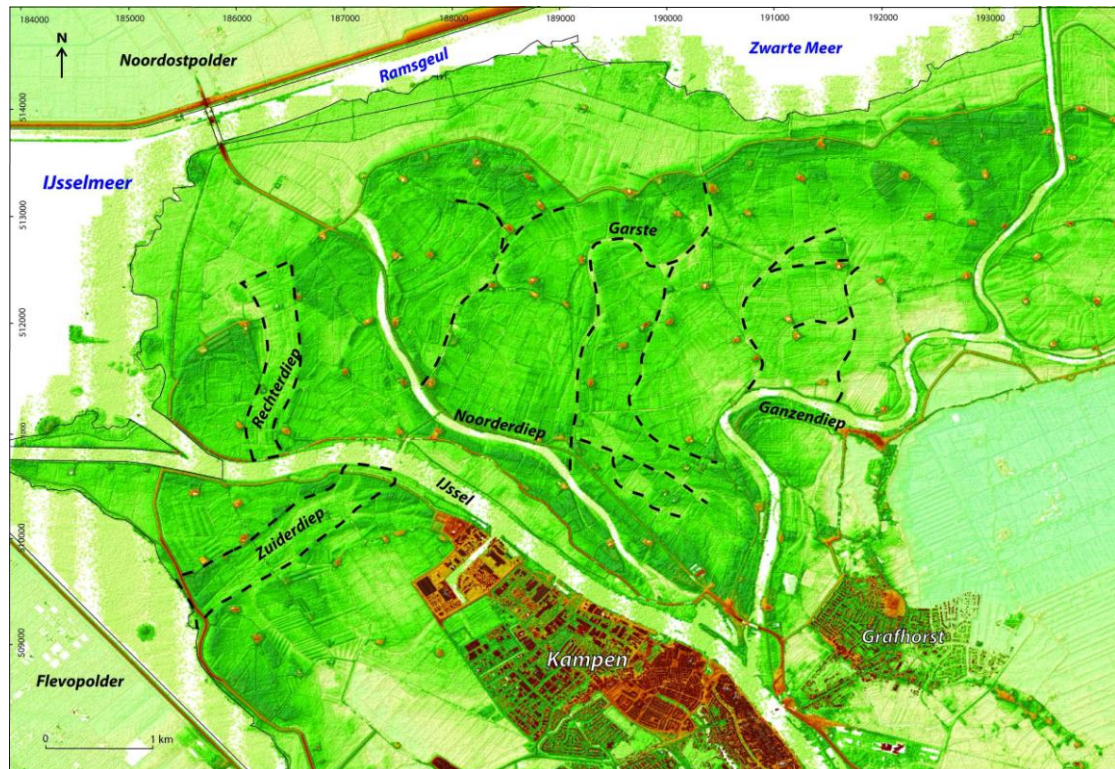 184000 185000 186000 187000 188000 189000 190000 191000 192000 193000
N
Noordostpolder
Ramsgeul
Zwarte Meer
514000
IJsselmeer
513000
Garste
512000
Rechterdiep
Noorderdiep
Ganzendiep
IJssel
Zuiderdiep
509000
Kampen
Grafhorst
Flevopolder
0 1 km